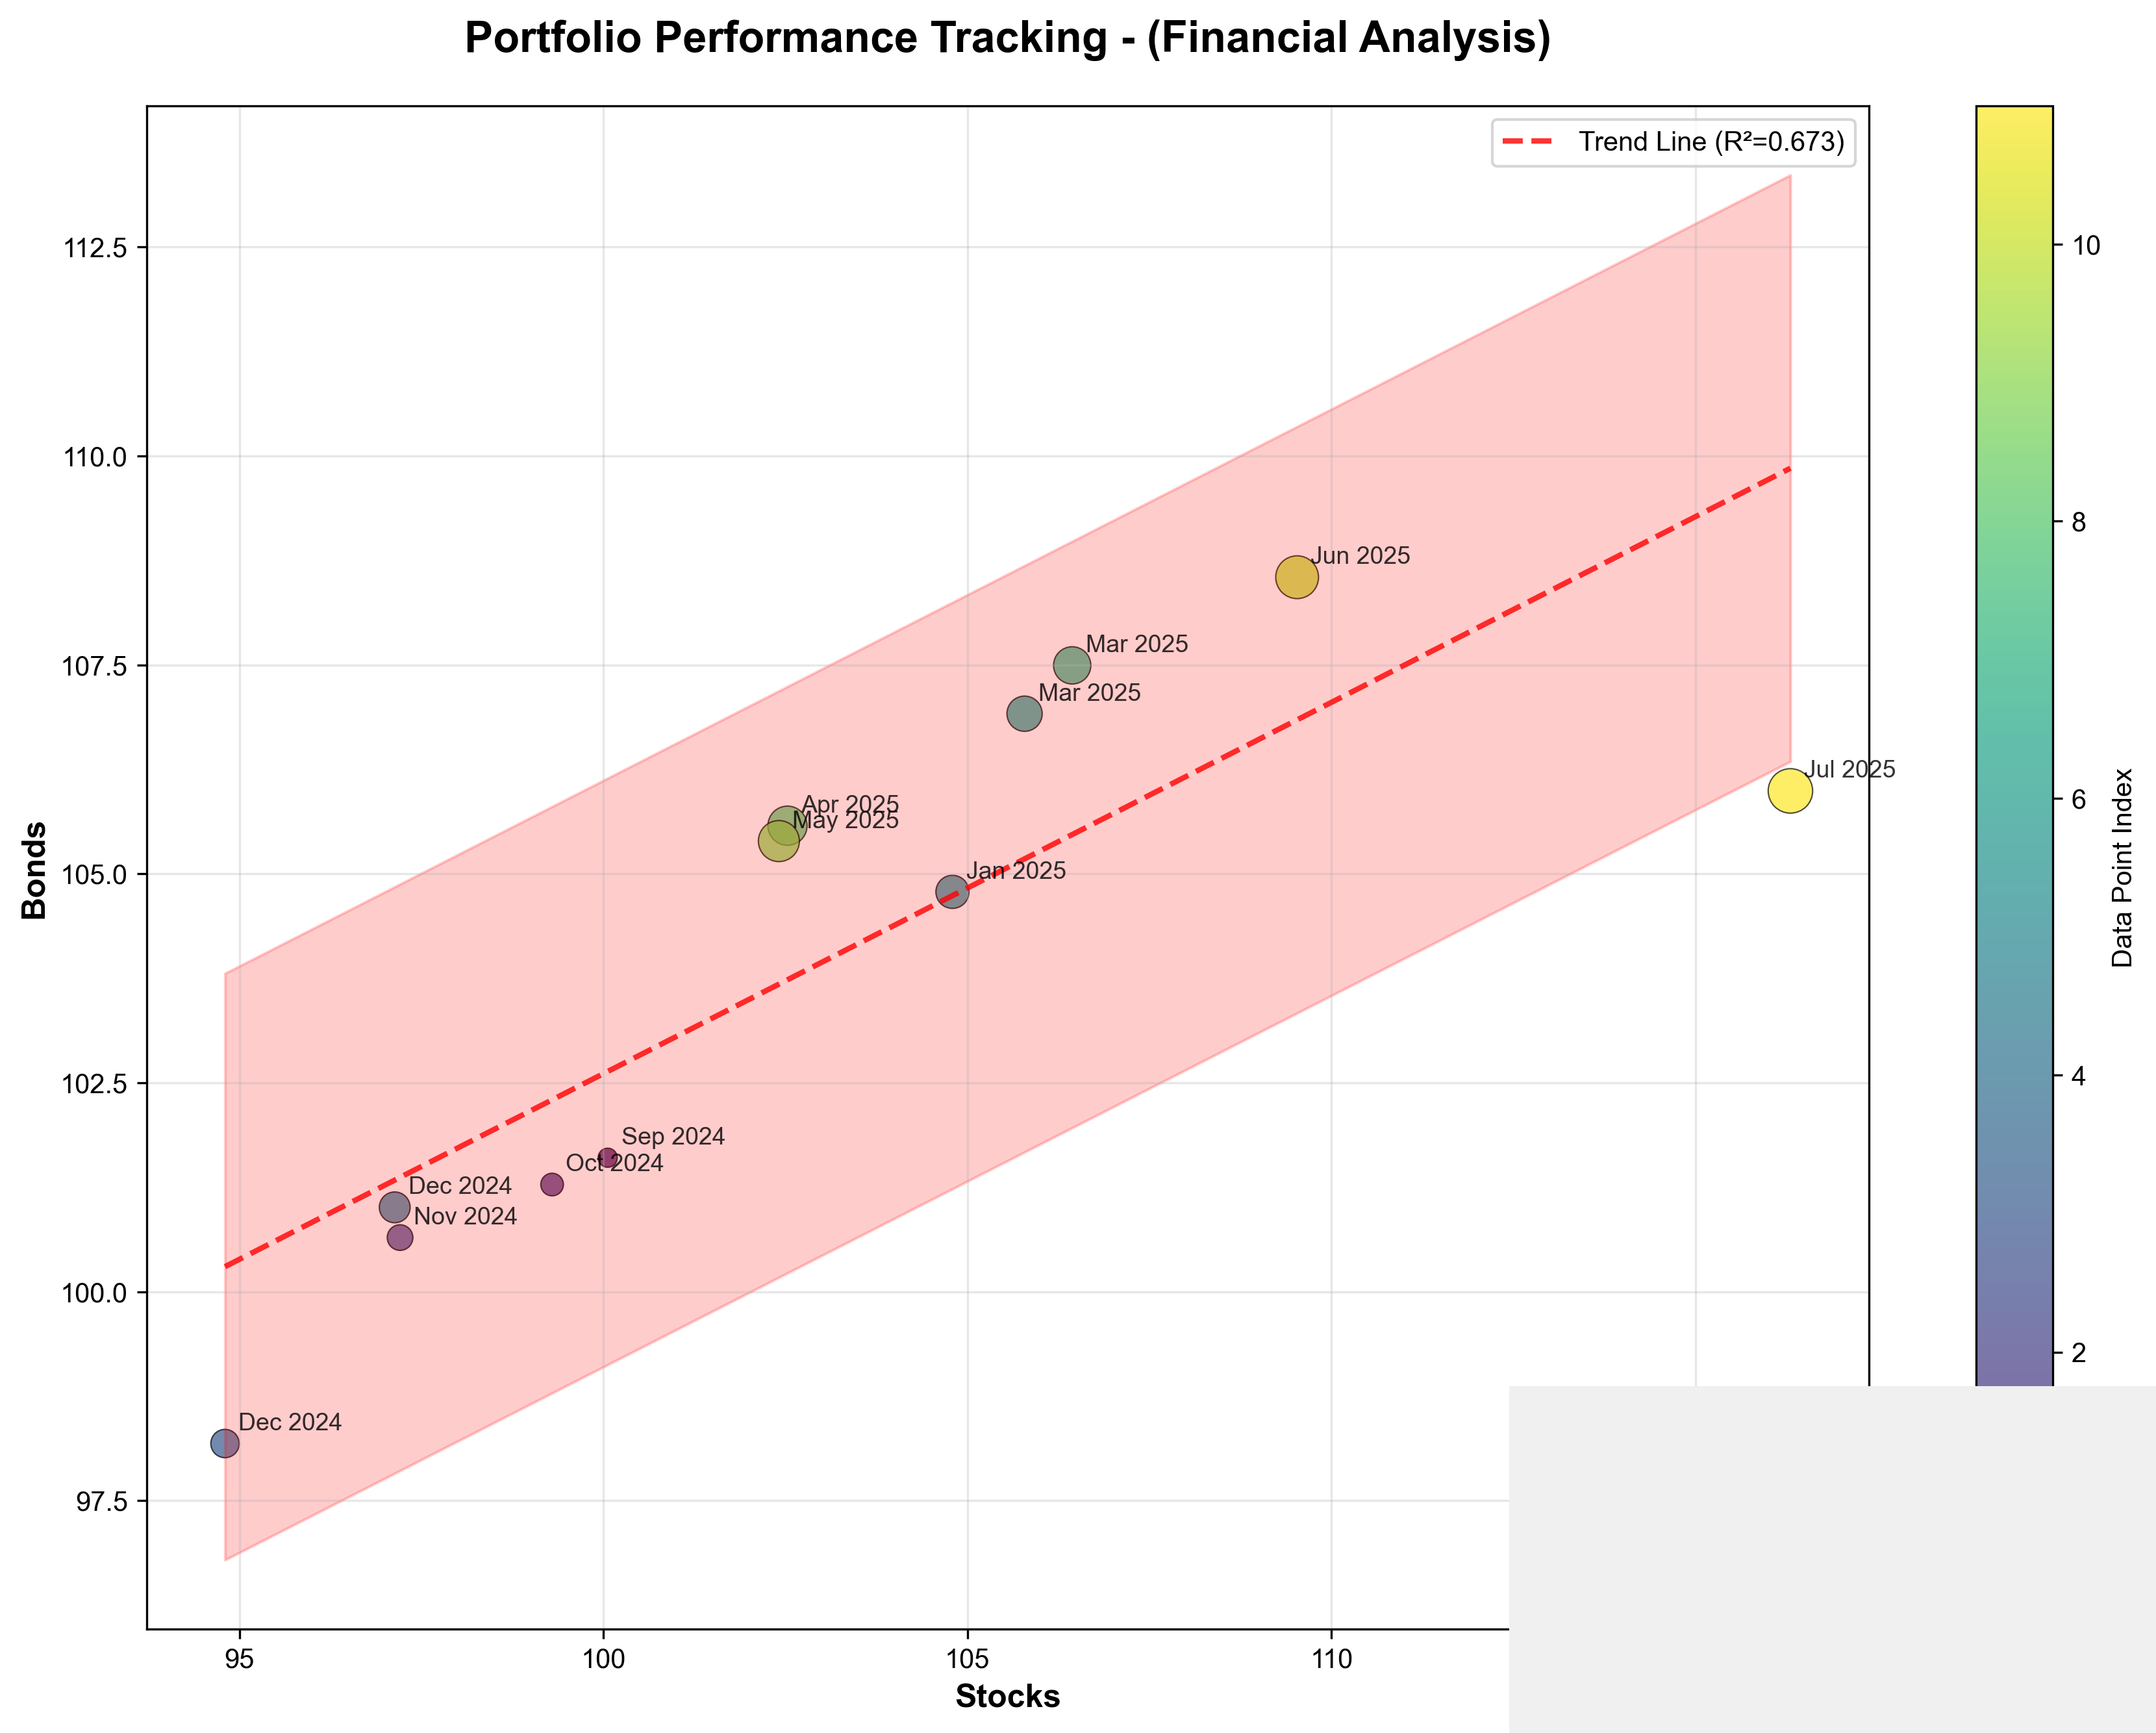 Portfolio Performance Tracking - (Financial Analysis)
Trend Line (R²=0.673)
112.5
110.0
107.5
105.0
102.5
100.0
97.5
Bonds
Jun 2025
Mar 2025
Mar 2025
Jul 2025
Apr 2025
May 2025
Jan 2025
Sep 2024
Oct 2024
Dec 2024
Nov 2024
Dec 2024
95
100
105
110
Stocks
10
8
6
4
2
Data Point Index